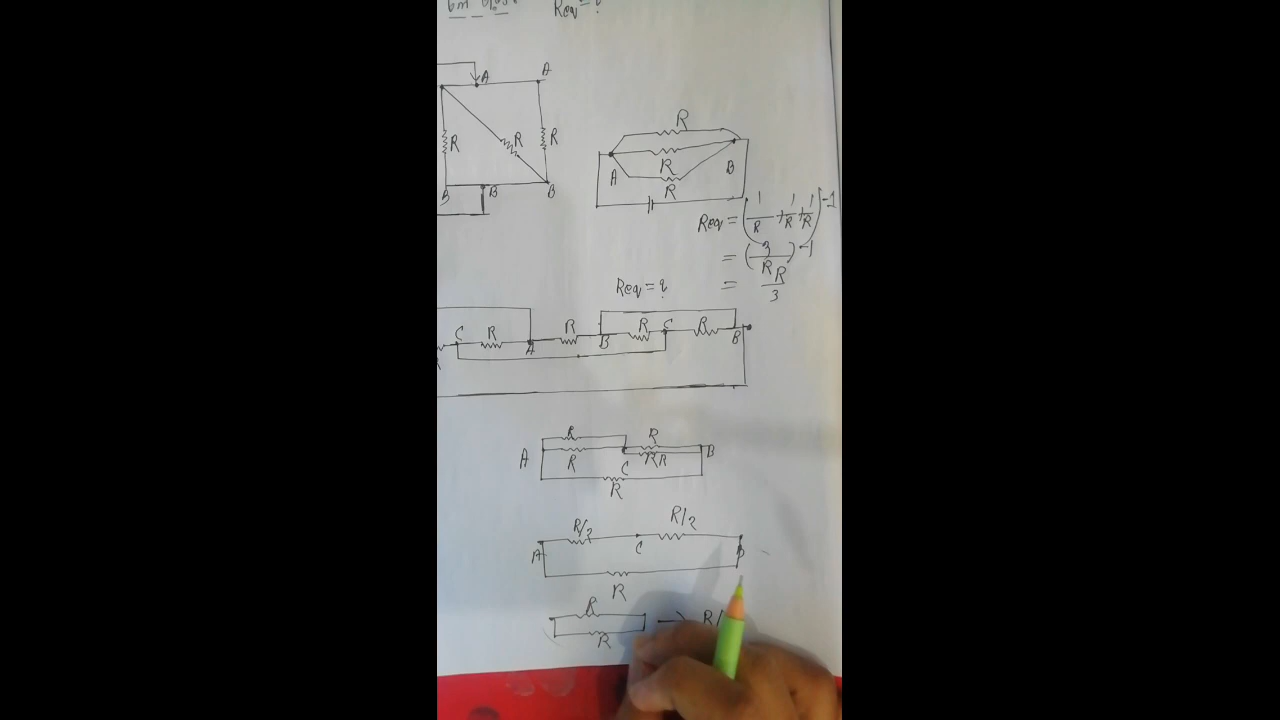 Req = ?
A A
R R R
B B B
R
R
A B
R
Req = (1/R + 1/R + 1/R)^-1
= (3/R)^-1
= R/3
Req = ?
C R A R B R C R B
R R
A R C R R B
R
R/2 R/2
A C B
R
R
R